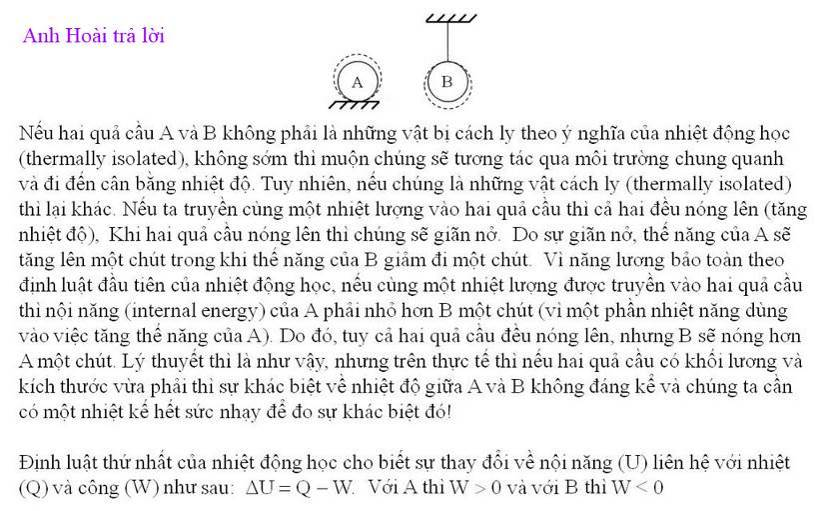 Anh Hoài trả lời
A
B
Nếu hai quả cầu A và B không phải là những vật bị cách ly theo ý nghĩa của nhiệt động học
(thermally isolated), không sớm thì muộn chúng sẽ tương tác qua môi trường chung quanh
và đi đến cân bằng nhiệt độ. Tuy nhiên, nếu chúng là những vật cách ly (thermally isolated)
thì lại khác. Nếu ta truyền cùng một nhiệt lượng vào hai quả cầu thì cả hai đều nóng lên (tăng
nhiệt độ), Khi hai quả cầu nóng lên thì chúng sẽ giãn nở. Do sự giãn nở, thế năng của A sẽ
tăng lên một chút trong khi thế năng của B giảm đi một chút. Vì năng lương bảo toàn theo
định luật đầu tiên của nhiệt động học, nếu cùng một nhiệt lượng được truyền vào hai quả cầu
thì nội năng (internal energy) của A phải nhỏ hơn B một chút (vì một phần nhiệt năng dùng
vào việc tăng thế năng của A). Do đó, tuy cả hai quả cầu đều nóng lên, nhưng B sẽ nóng hơn
A một chút. Lý thuyết thì là như vậy, nhưng trên thực tế thì nếu hai quả cầu có khối lương và
kích thước vừa phải thì sự khác biệt về nhiệt độ giữa A và B không đáng kể và chúng ta cần
có một nhiệt kế hết sức nhạy để đo sự khác biệt đó!
Định luật thứ nhất của nhiệt động học cho biết sự thay đổi về nội năng (U) liên hệ với nhiệt
(Q) và công (W) như sau: ΔU = Q – W. Với A thì W > 0 và với B thì W < 0